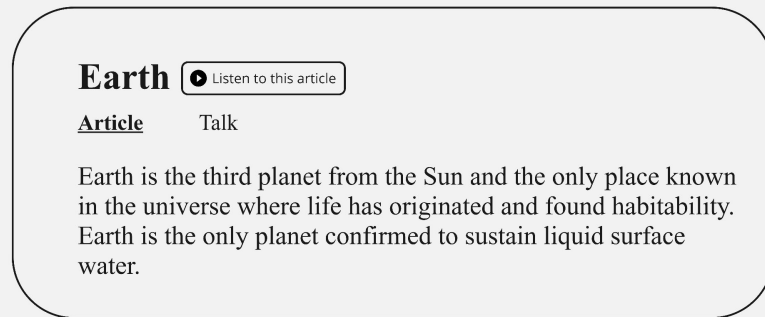 Earth Listen to this article
Article Talk
Earth is the third planet from the Sun and the only place known
in the universe where life has originated and found habitability.
Earth is the only planet confirmed to sustain liquid surface
water.